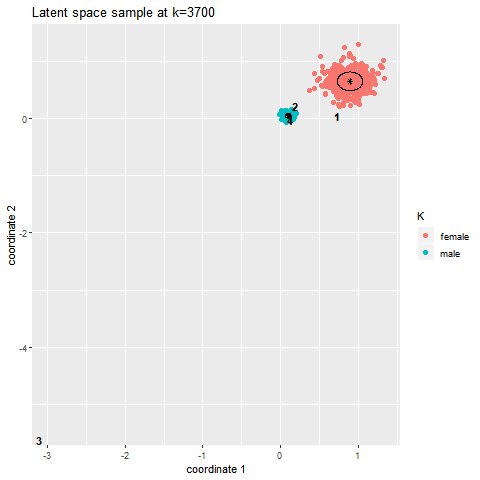 Latent space sample at k=3700
coordinate 2
0
-2
-4
2
1
4
3
-3
-2
-1
0
1
coordinate 1
K
female
male